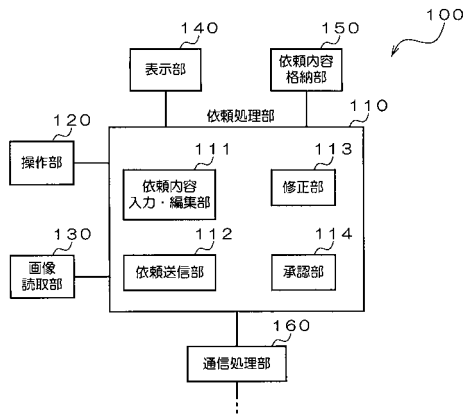 100
140
表示部
150
依頼内容
格納部
依頼処理部
110
120
操作部
111
依頼内容
入力・編集部
113
修正部
130
画像
読取部
112
依頼送信部
114
承認部
160
通信処理部